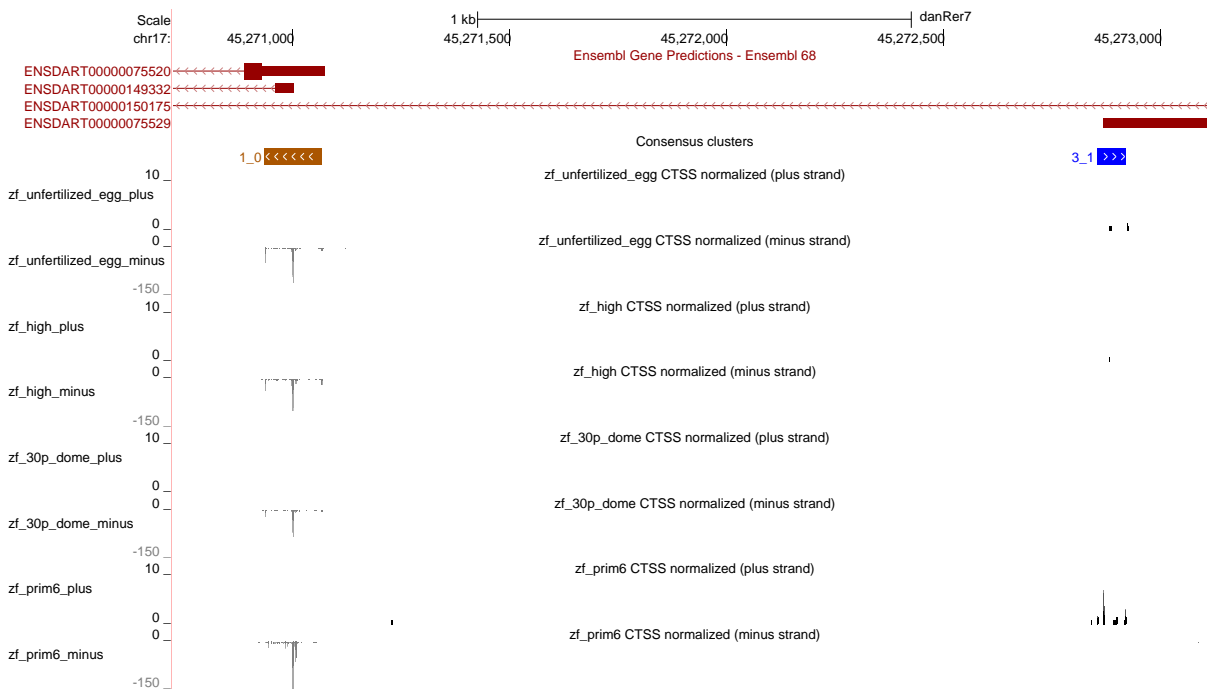 Scale 1 kb danRer7
chr17: 45,271,000 45,271,500 45,272,000 45,272,500 45,273,000
Ensembl Gene Predictions - Ensembl 68
ENSDART00000075520
ENSDART00000149332
ENSDART00000150175
ENSDART00000075529
Consensus clusters
1_0 3_1
zf_unfertilized_egg CTSS normalized (plus strand)
10
zf_unfertilized_egg_plus
0
zf_unfertilized_egg CTSS normalized (minus strand)
0
zf_unfertilized_egg_minus
-150
zf_high CTSS normalized (plus strand)
10
zf_high_plus
0
zf_high CTSS normalized (minus strand)
0
zf_high_minus
-150
zf_30p_dome CTSS normalized (plus strand)
10
zf_30p_dome_plus
0
zf_30p_dome CTSS normalized (minus strand)
0
zf_30p_dome_minus
-150
zf_prim6 CTSS normalized (plus strand)
10
zf_prim6_plus
0
zf_prim6 CTSS normalized (minus strand)
0
zf_prim6_minus
-150